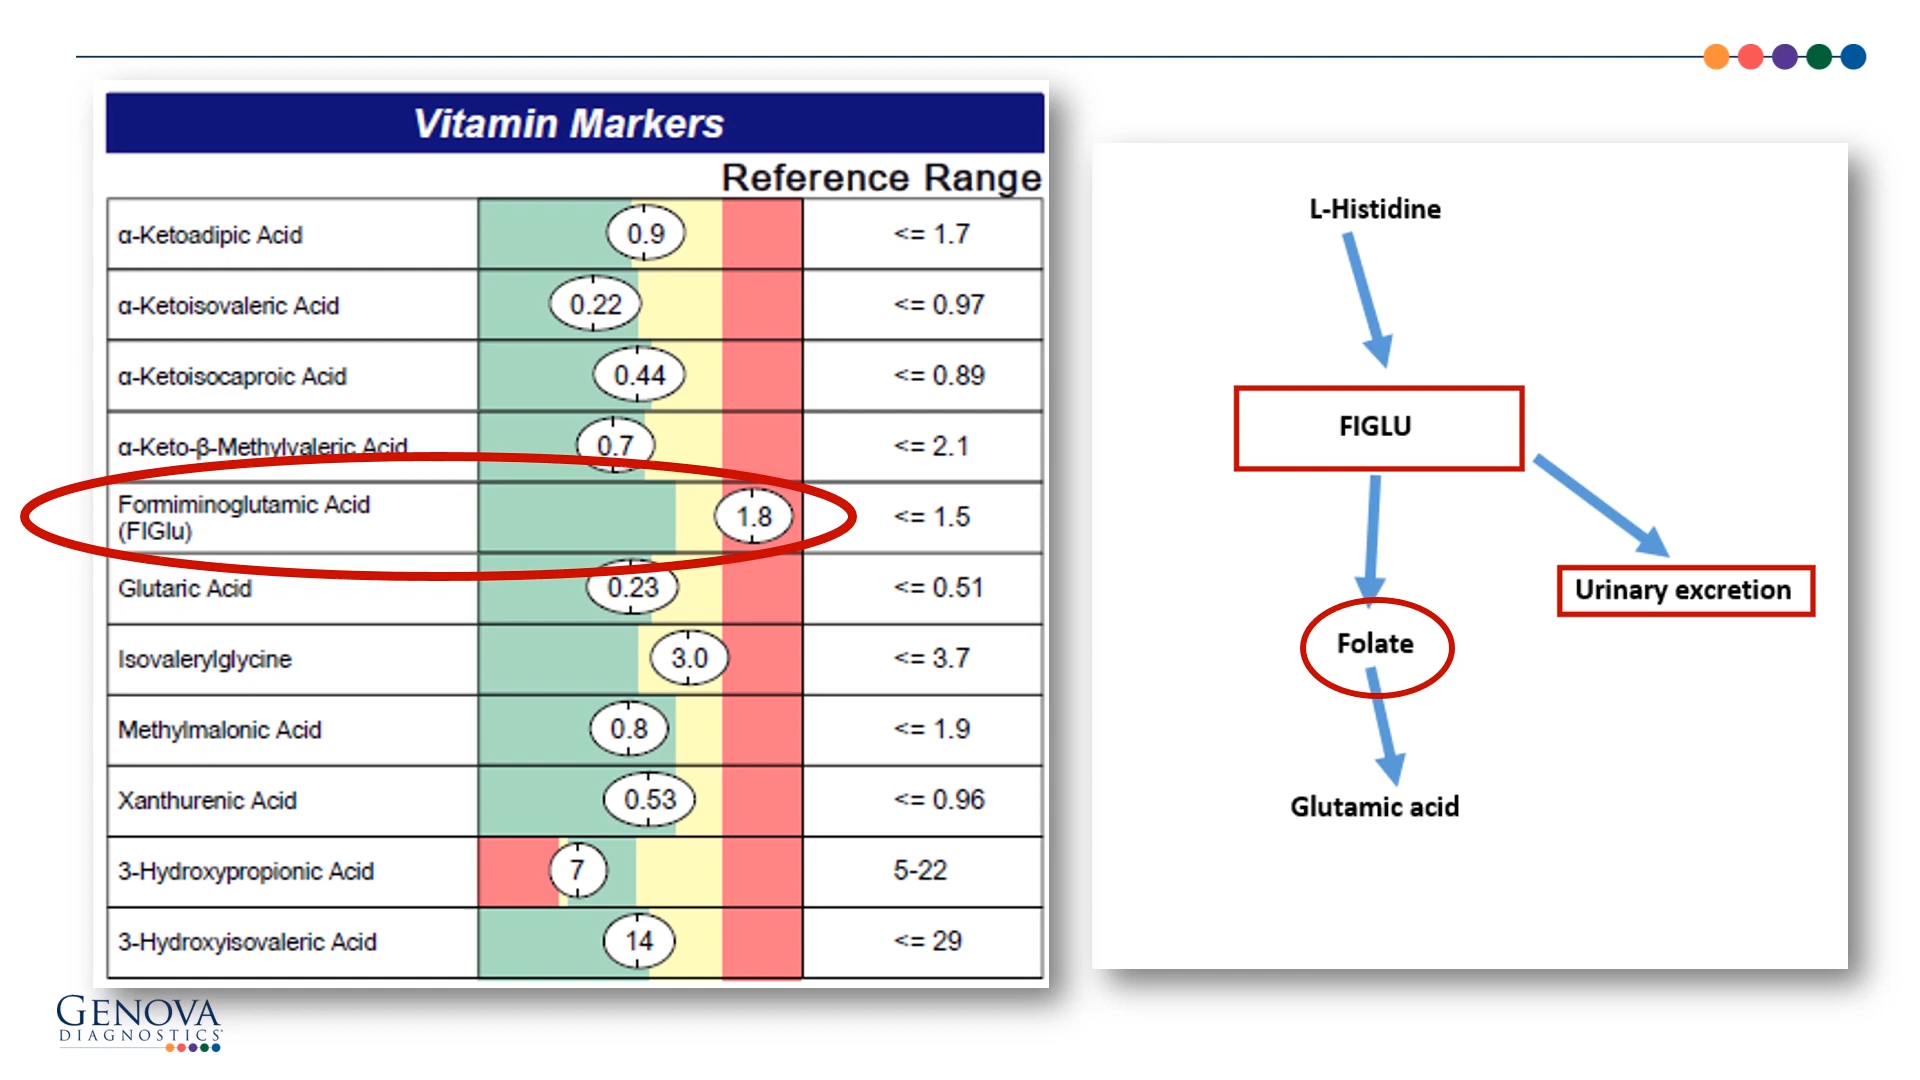 Vitamin Markers
Reference Range
α-Ketoadipic Acid 0.9 <= 1.7
α-Ketoisovaleric Acid 0.22 <= 0.97
α-Ketoisocaproic Acid 0.44 <= 0.89
α-Keto-β-Methylvaleric Acid 0.7 <= 2.1
Formiminoglutamic Acid
(FIGlu) 1.8 <= 1.5
Glutaric Acid 0.23 <= 0.51
Isovalerylglycine 3.0 <= 3.7
Methylmalonic Acid 0.8 <= 1.9
Xanthurenic Acid 0.53 <= 0.96
3-Hydroxypropionic Acid 7 5-22
3-Hydroxyisovaleric Acid 14 <= 29
L-Histidine
FIGLU
Urinary excretion
Folate
Glutamic acid
GENOVA
DIAGNOSTICS